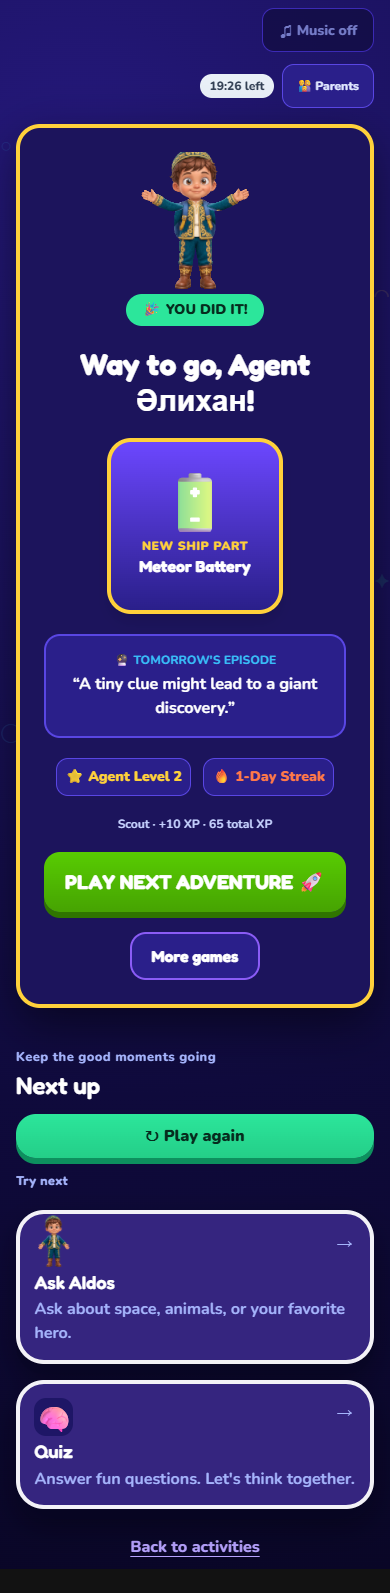 ♫ Music off
19:26 left
Parents
YOU DID IT!
Way to go, Agent
Әлихан!
NEW SHIP PART
Meteor Battery
TOMORROW'S EPISODE
“A tiny clue might lead to a giant
discovery.”
Agent Level 2
1-Day Streak
Scout · +10 XP · 65 total XP
PLAY NEXT ADVENTURE
More games
Keep the good moments going
Next up
↻ Play again
Try next
→
Ask Aldos
Ask about space, animals, or your favorite
hero.
→
Quiz
Answer fun questions. Let's think together.
Back to activities